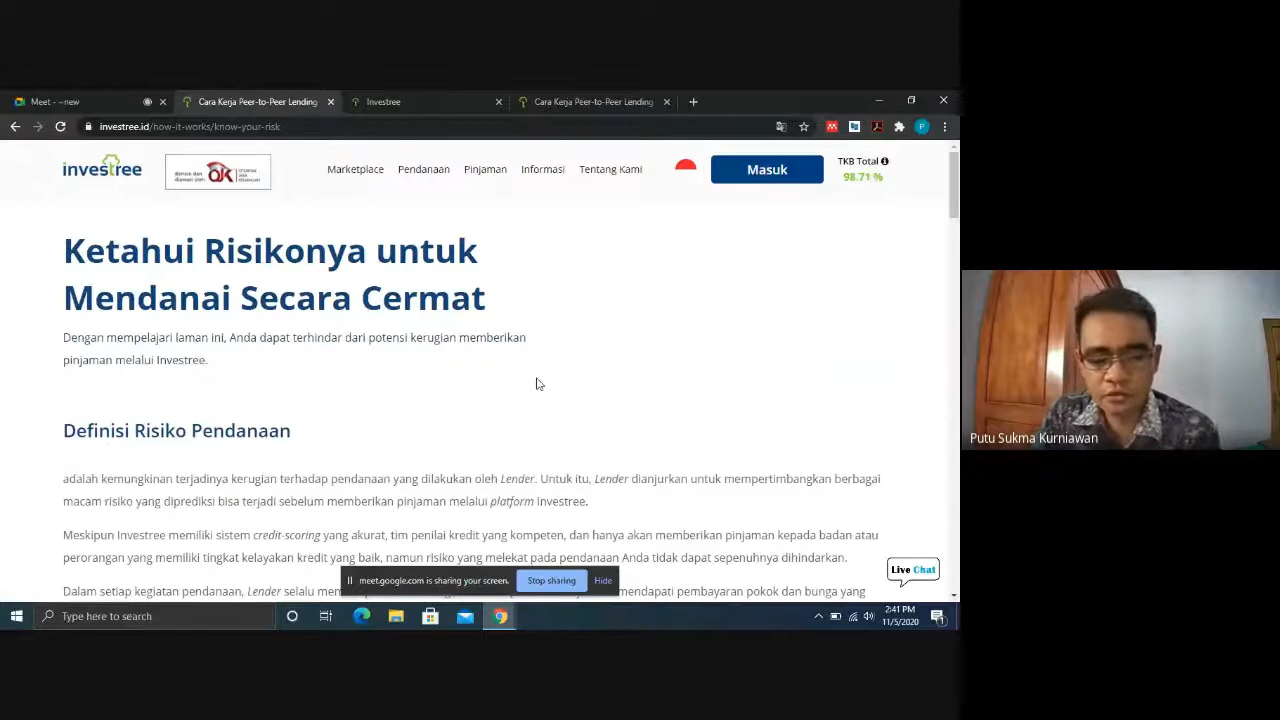 Meet - -new
Cara Kerja Peer-to-Peer Lending
Investree
Cara Kerja Peer-to-Peer Lending
investree.id/how-it-works/know-your-risk
investree
OJK
Marketplace
Pendanaan
Pinjaman
Informasi
Tentang Kami
Masuk
TKB Total
98.71 %
Ketahui Risikonya untuk
Mendanai Secara Cermat
Dengan mempelajari laman ini, Anda dapat terhindar dari potensi kerugian memberikan
pinjaman melalui Investree.
Definisi Risiko Pendanaan
adalah kemungkinan terjadinya kerugian terhadap pendanaan yang dilakukan oleh Lender. Untuk itu, Lender dianjurkan untuk mempertimbangkan berbagai
macam risiko yang diprediksi bisa terjadi sebelum memberikan pinjaman melalui platform Investree.
Meskipun Investree memiliki sistem credit-scoring yang akurat, tim penilai kredit yang kompeten, dan hanya akan memberikan pinjaman kepada badan atau
perorangan yang memiliki tingkat kelayakan kredit yang baik, namun risiko yang melekat pada pendanaan Anda tidak dapat sepenuhnya dihindarkan.
Dalam setiap kegiatan pendanaan, Lender selalu mendapati pembayaran pokok dan bunga yang
Live Chat
meet.google.com is sharing your screen.
Stop sharing
Hide
Type here to search
2:41 PM
11/5/2020
Putu Sukma Kurniawan